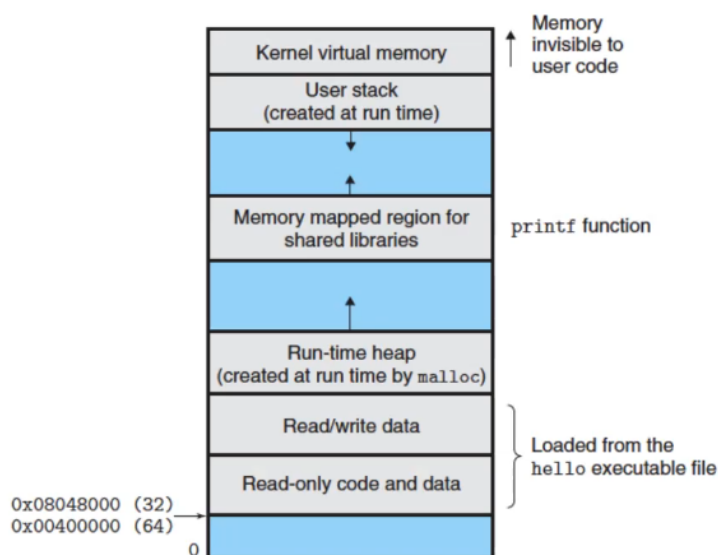 Memory
invisible to
user code
Kernel virtual memory
User stack
(created at run time)
Memory mapped region for
shared libraries
printf function
Run-time heap
(created at run time by malloc)
Read/write data
Loaded from the
hello executable file
Read-only code and data
0x08048000 (32)
0x00400000 (64)
0